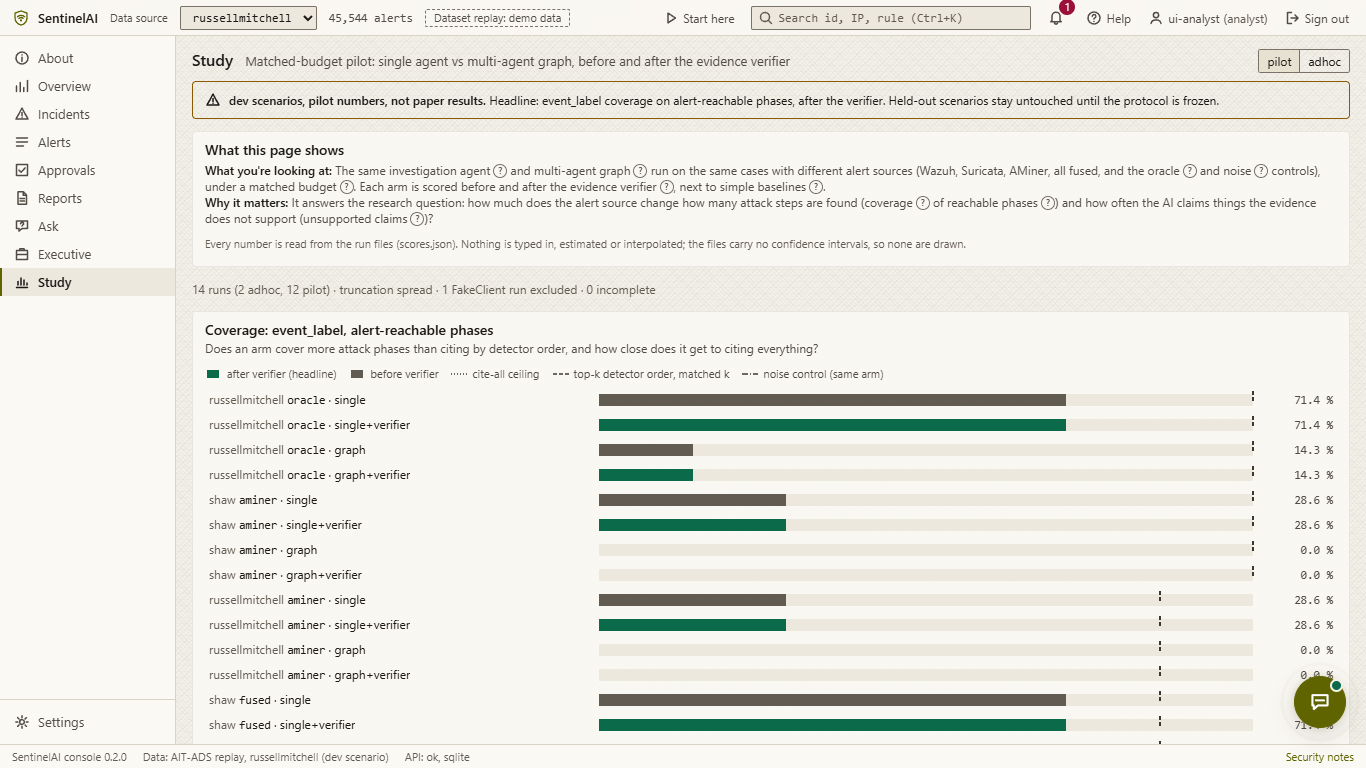 SentinelAI Data source russellmitchell 45,544 alerts Dataset replay: demo data Start here Search id, IP, rule (Ctrl+K) 1 Help ui-analyst (analyst) Sign out
About
Overview
Incidents
Alerts
Approvals
Reports
Ask
Executive
Study
Settings
Study Matched-budget pilot: single agent vs multi-agent graph, before and after the evidence verifier pilot adhoc
dev scenarios, pilot numbers, not paper results. Headline: event_label coverage on alert-reachable phases, after the verifier. Held-out scenarios stay untouched until the protocol is frozen.
What this page shows
What you're looking at: The same investigation agent ? and multi-agent graph ? run on the same cases with different alert sources (Wazuh, Suricata, AMiner, all fused, and the oracle ? and noise ? controls),
under a matched budget ?. Each arm is scored before and after the evidence verifier ?, next to simple baselines ?.
Why it matters: It answers the research question: how much does the alert source change how many attack steps are found (coverage ? of reachable phases ?) and how often the AI claims things the evidence
does not support (unsupported claims ?)?
Every number is read from the run files (scores.json). Nothing is typed in, estimated or interpolated; the files carry no confidence intervals, so none are drawn.
14 runs (2 adhoc, 12 pilot) · truncation spread · 1 FakeClient run excluded · 0 incomplete
Coverage: event_label, alert-reachable phases
Does an arm cover more attack phases than citing by detector order, and how close does it get to citing everything?
after verifier (headline) before verifier cite-all ceiling top-k detector order, matched k noise control (same arm)
russellmitchell oracle · single 71.4 %
russellmitchell oracle · single+verifier 71.4 %
russellmitchell oracle · graph 14.3 %
russellmitchell oracle · graph+verifier 14.3 %
shaw aminer · single 28.6 %
shaw aminer · single+verifier 28.6 %
shaw aminer · graph 0.0 %
shaw aminer · graph+verifier 0.0 %
russellmitchell aminer · single 28.6 %
russellmitchell aminer · single+verifier 28.6 %
russellmitchell aminer · graph 0.0 %
russellmitchell aminer · graph+verifier 0.0 %
shaw fused · single
shaw fused · single+verifier
SentinelAI console 0.2.0 Data: AIT-ADS replay, russellmitchell (dev scenario) API: ok, sqlite Security notes